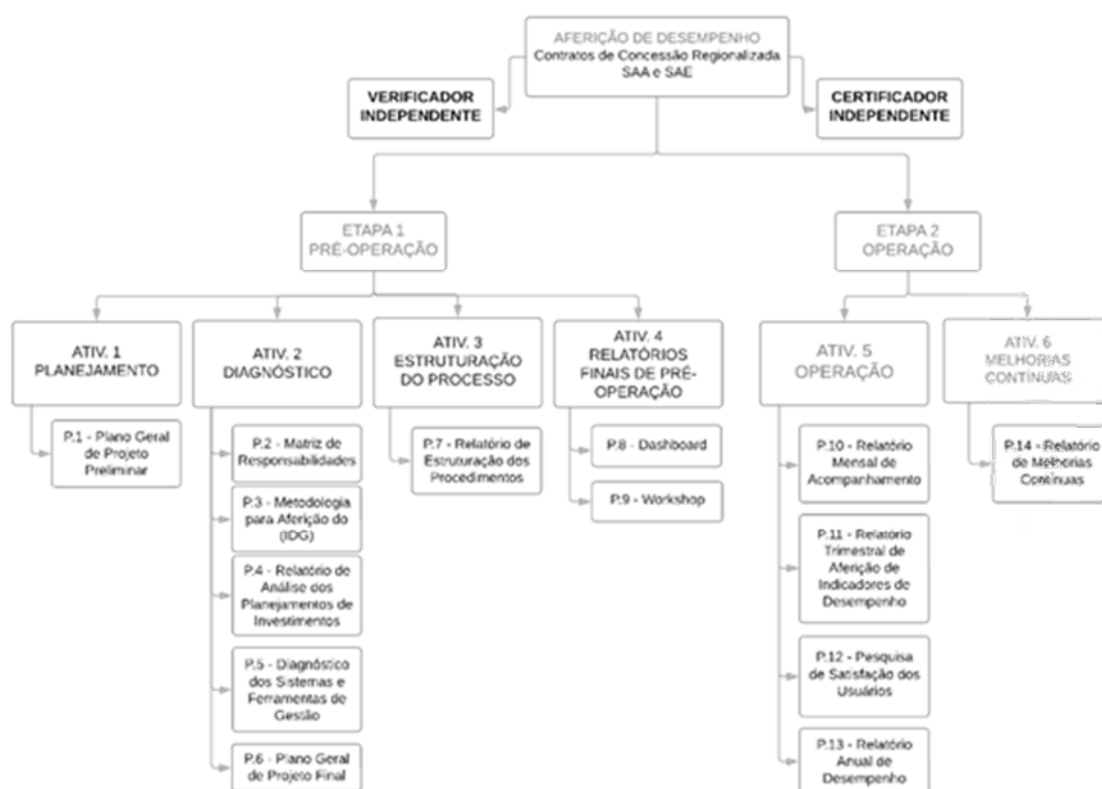 AFERIÇÃO DE DESEMPENHO
Contratos de Concessão Regionalizada
SAA e SAE
VERIFICADOR
INDEPENDENTE
CERTIFICADOR
INDEPENDENTE
ETAPA 1
PRÉ-OPERAÇÃO
ETAPA 2
OPERAÇÃO
ATIV. 1
PLANEJAMENTO
ATIV. 2
DIAGNÓSTICO
ATIV. 3
ESTRUTURAÇÃO
DO PROCESSO
ATIV. 4
RELATÓRIOS
FINAIS DE PRÉ-
OPERAÇÃO
ATIV. 5
OPERAÇÃO
ATIV. 6
MELHORIAS
CONTÍNUAS
P.1 - Plano Geral
de Projeto
Preliminar
P.2 - Matriz de
Responsabilidades
P.3 - Metodologia
para Aferição do
(IDG)
P.4 - Relatório de
Análise dos
Planejamentos de
Investimentos
P.5 - Diagnóstico
dos Sistemas e
Ferramentas de
Gestão
P.6 - Plano Geral
de Projeto Final
P.7 - Relatório de
Estruturação dos
Procedimentos
P.8 - Dashboard
P.9 - Workshop
P.10 - Relatório
Mensal de
Acompanhamento
P.11 - Relatório
Trimestral de
Aferição de
Indicadores de
Desempenho
P.12 - Pesquisa
de Satisfação dos
Usuários
P.13 - Relatório
Anual de
Desempenho
P.14 - Relatório
de Melhorias
Contínuas